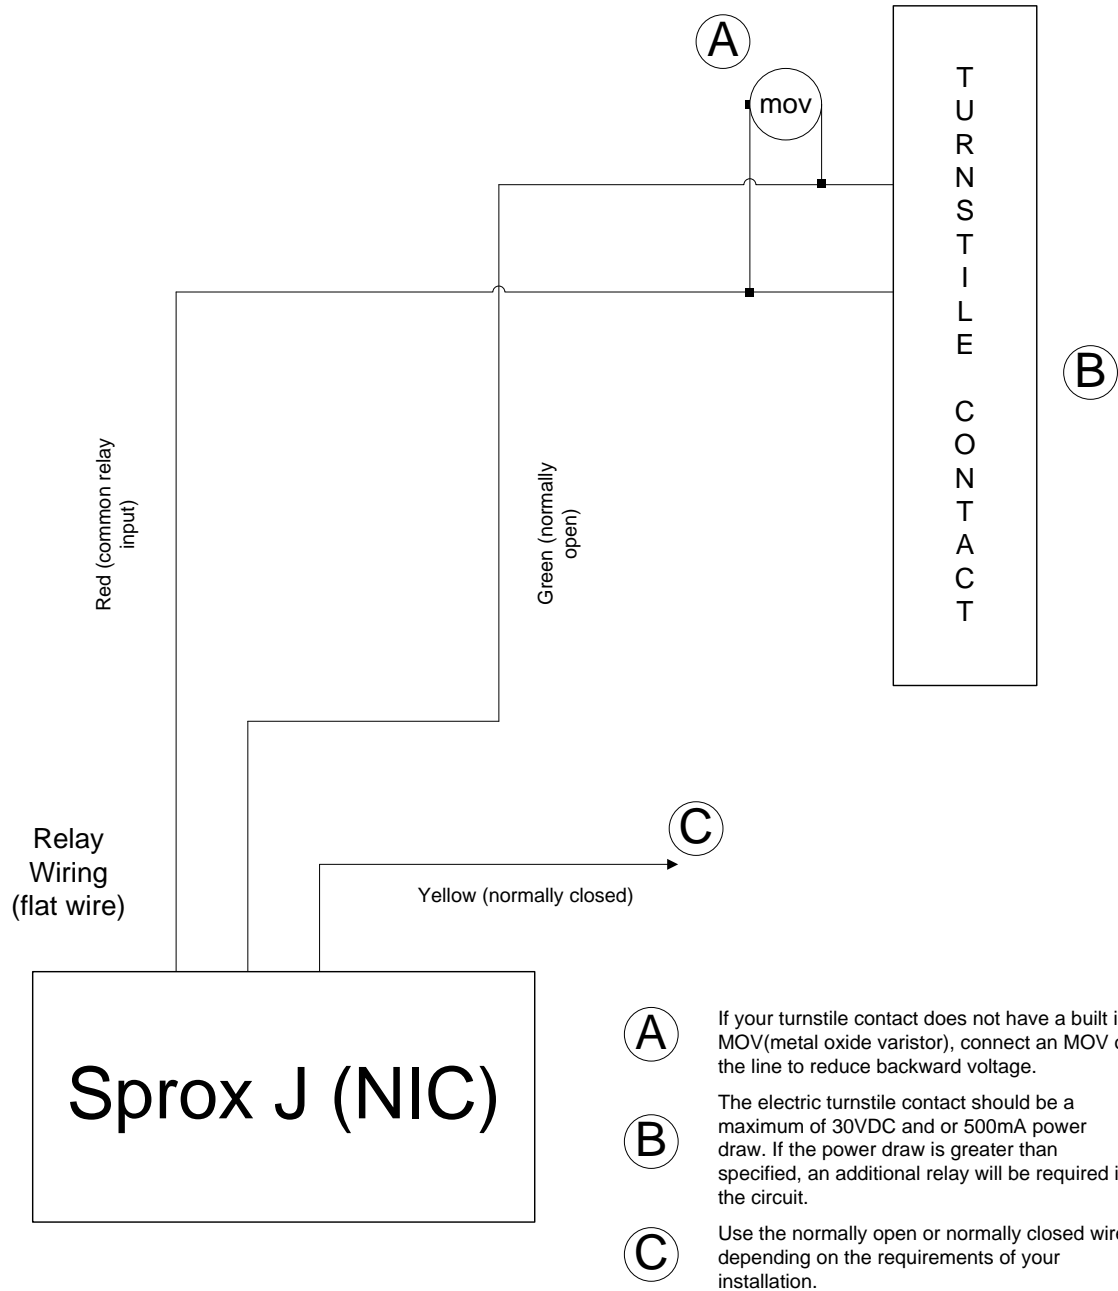 A
mov
TURNSTILE CONTACT
B
Red (common relay
input)
Green (normally
open)
C
Relay
Wiring
(flat wire)
Yellow (normally closed)
Sprox J (NIC)
A
If your turnstile contact does not have a built
MOV(metal oxide varistor), connect an MOV
the line to reduce backward voltage.
B
The electric turnstile contact should be a
maximum of 30VDC and or 500mA power
draw. If the power draw is greater than
specified, an additional relay will be required
the circuit.
C
Use the normally open or normally closed wire
depending on the requirements of your
installation.